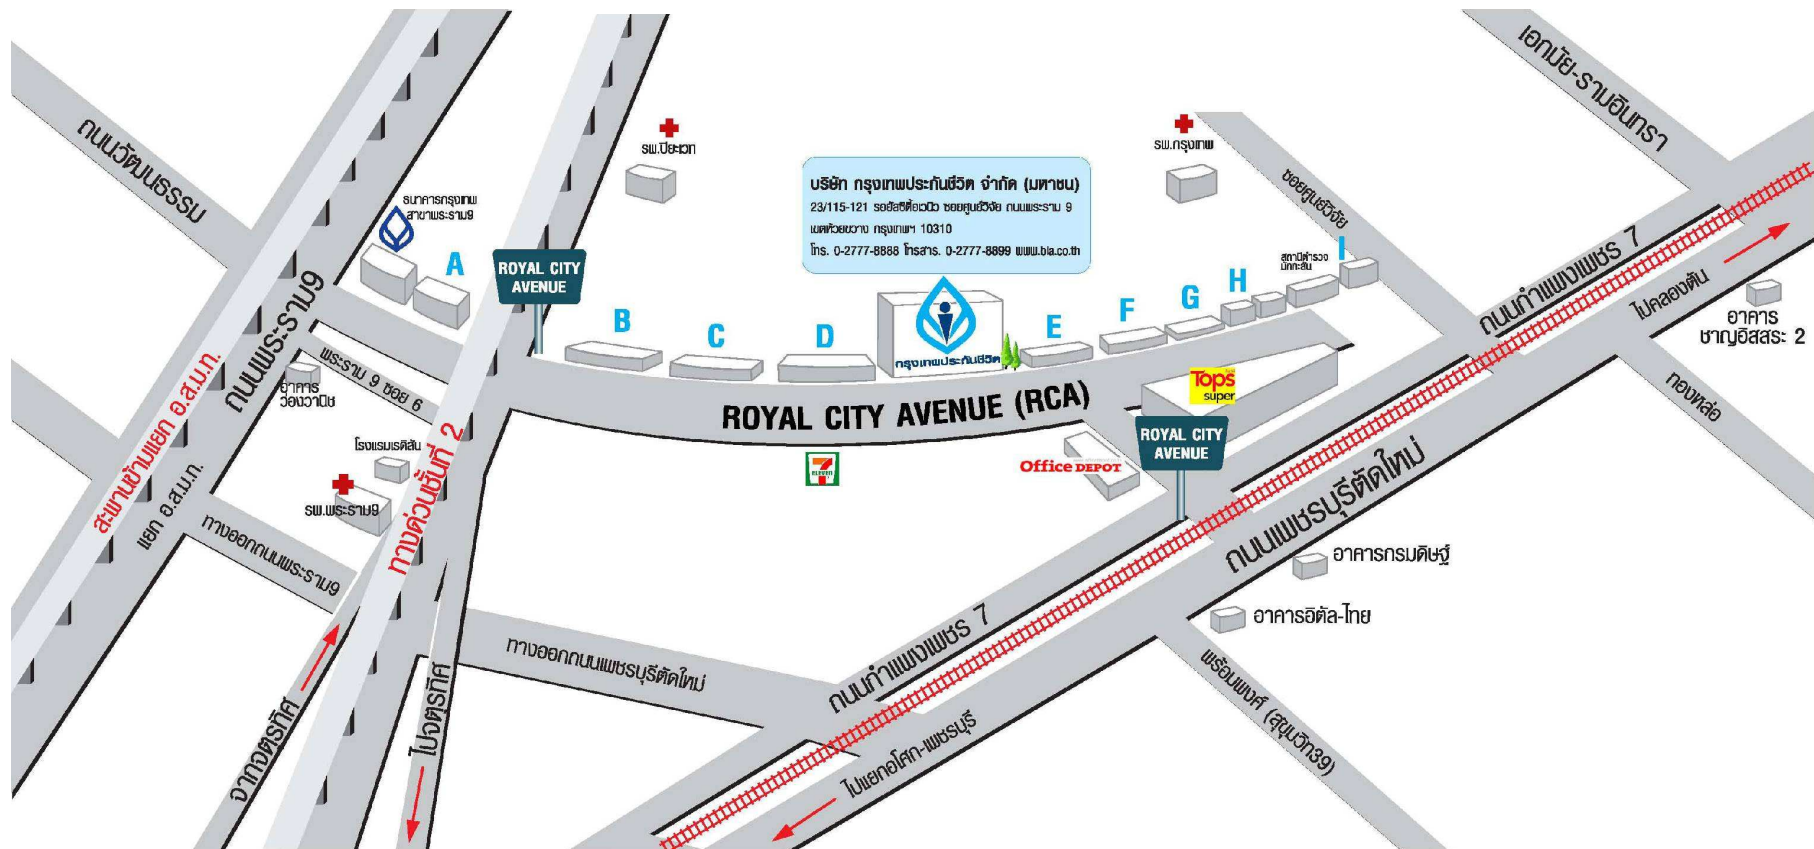 เอกมัย-รามอินทรา
ถนนวัฒนธรรม
รพ.ปิยะเวท
รพ.กรุงเทพ
ซอยศูนย์วิจัย
บริษัท กรุงเทพประกันชีวิต จำกัด (มหาชน)
23/115-121 รอยัลซิตี้อเวนิว ซอยศูนย์วิจัย ถนนพระราม 9
เขตห้วยขวาง กรุงเทพฯ 10310
โทร. 0-2777-8888 โทรสาร. 0-2777-8899 www.bla.co.th
ธนาคารกรุงเทพ
สาขาพระราม9
A
ROYAL CITY
AVENUE
B
C
D
กรุงเทพประกันชีวิต
E
F
G
H
สถานีตำรวจ
มักกะสัน
I
ถนนกำแพงเพชร 7
ไปคลองตัน
อาคาร
ชาญอิสสระ 2
ถนนพระราม9
พระราม 9 ซอย 6
อาคาร
ว่องวานิช
สะพานข้ามแยก อ.ส.ม.ท.
แยก อ.ส.ม.ท.
โรงแรมเรดิสัน
รพ.พระราม9
ทางออกถนนพระราม9
ทางด่วนขั้นที่ 2
ROYAL CITY AVENUE (RCA)
7
ELEVEN
Tops
super
ROYAL CITY
AVENUE
Office DEPOT
ทองหล่อ
ถนนเพชรบุรีตัดใหม่
อาคารกรมดิษฐ์
อาคารอิตัล-ไทย
พร้อมพงศ์ (สุขุมวิท39)
ถนนกำแพงเพชร 7
ทางออกถนนเพชรบุรีตัดใหม่
ไปแยกอโศก-เพชรบุรี
จากจตุรทิศ
ไปจตุรทิศ